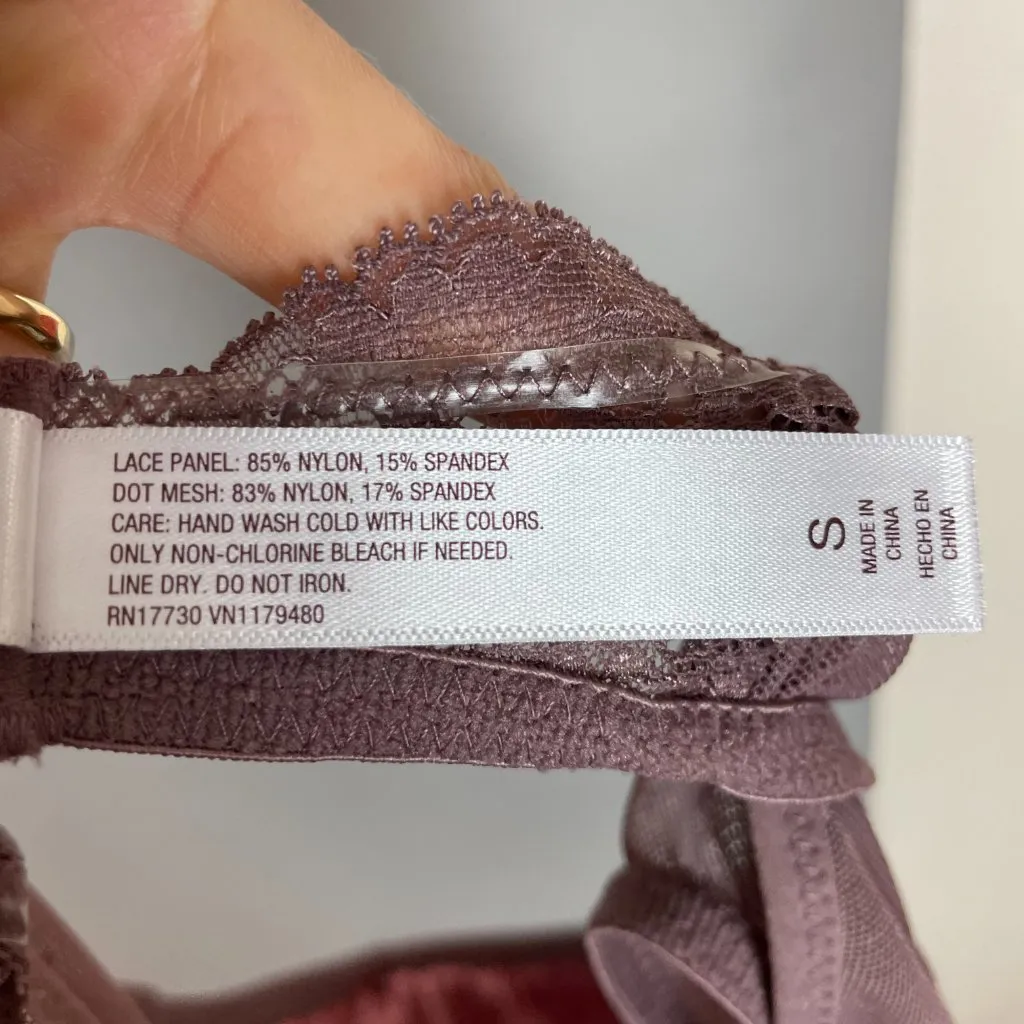 LACE PANEL: 85% NYLON, 15% SPANDEX
DOT MESH: 83% NYLON, 17% SPANDEX
CARE: HAND WASH COLD WITH LIKE COLORS.
ONLY NON-CHLORINE BLEACH IF NEEDED.
LINE DRY. DO NOT IRON.
RN17730 VN1179480
S
MADE IN
CHINA
HECHO EN
CHINA